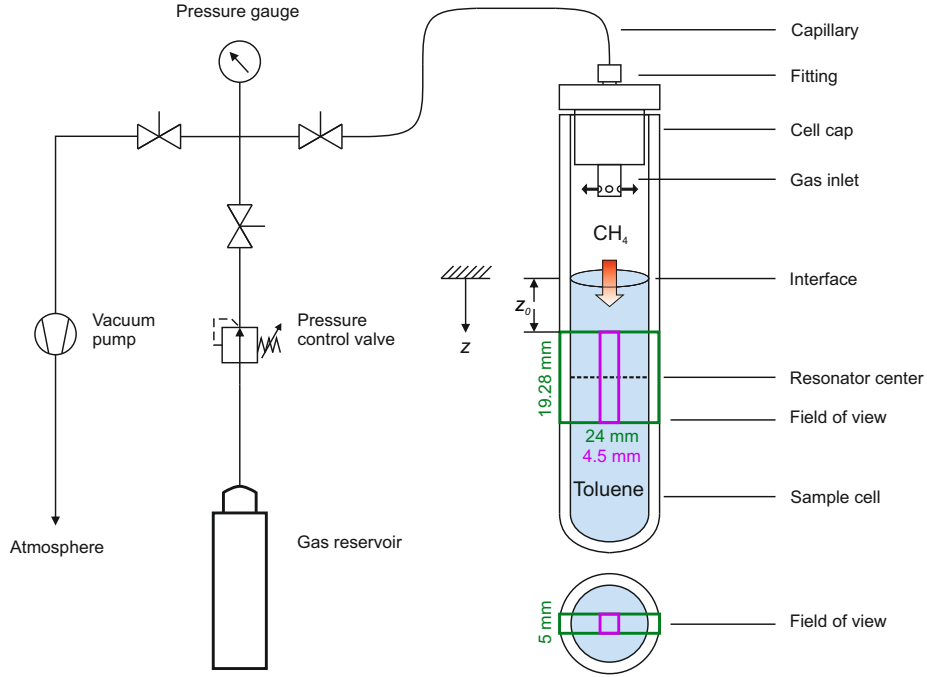 Pressure gauge
Capillary
Fitting
Cell cap
Gas inlet
CH₄
Interface
z₀
z
Vacuum
pump
Pressure
control valve
19.28 mm
Resonator center
Field of view
24 mm
4.5 mm
Toluene
Sample cell
Atmosphere
Gas reservoir
5 mm
Field of view